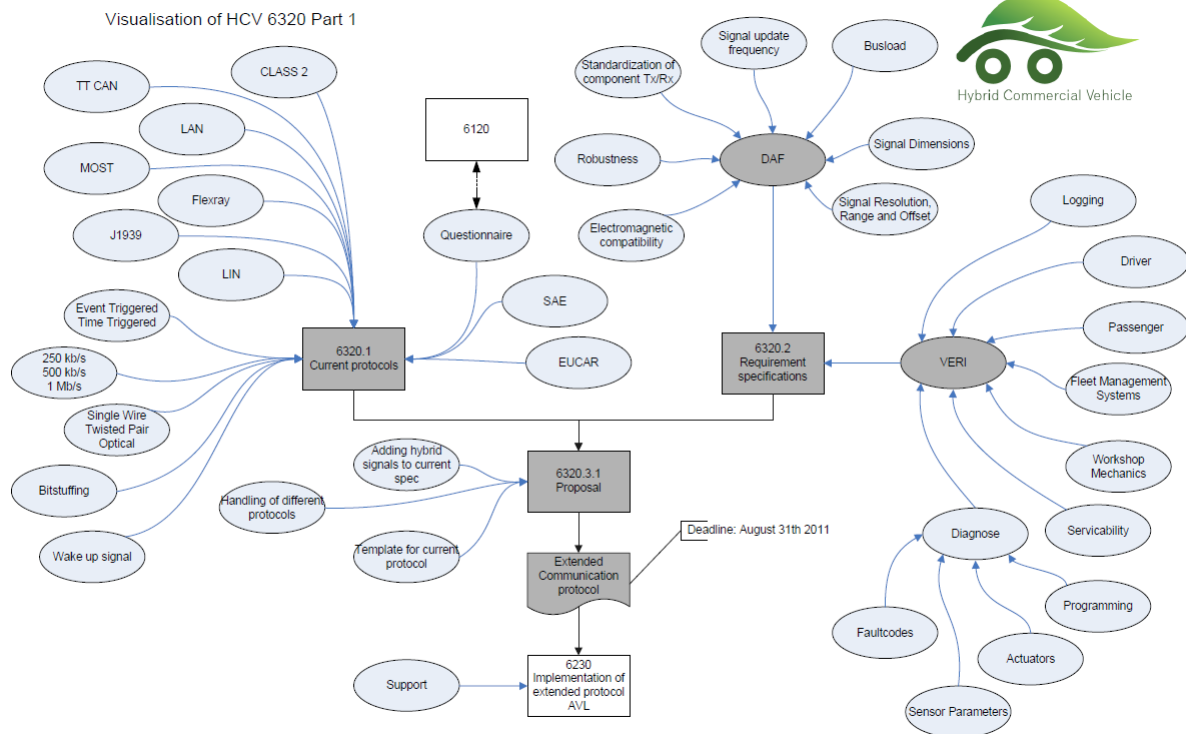 Visualisation of HCV 6320 Part 1
Hybrid Commercial Vehicle
CLASS 2
TT CAN
LAN
MOST
Flexray
J1939
LIN
Event Triggered
Time Triggered
250 kb/s
500 kb/s
1 Mb/s
Single Wire
Twisted Pair
Optical
Bitstuffing
Wake up signal
6120
Questionnaire
SAE
EUCAR
6320.1
Current protocols
Signal update
frequency
Busload
Standardization of
component Tx/Rx
Robustness
DAF
Signal Dimensions
Electromagnetic
compatibility
Signal Resolution,
Range and Offset
6320.2
Requirement
specifications
Logging
Driver
Passenger
VERI
Fleet Management
Systems
Workshop
Mechanics
Servicability
Diagnose
Programming
Faultcodes
Actuators
Sensor Parameters
Adding hybrid
signals to current
spec
Handling of different
protocols
Template for current
protocol
6320.3.1
Proposal
Deadline: August 31th 2011
Extended
Communication
protocol
Support
6230
Implementation of
extended protocol
AVL